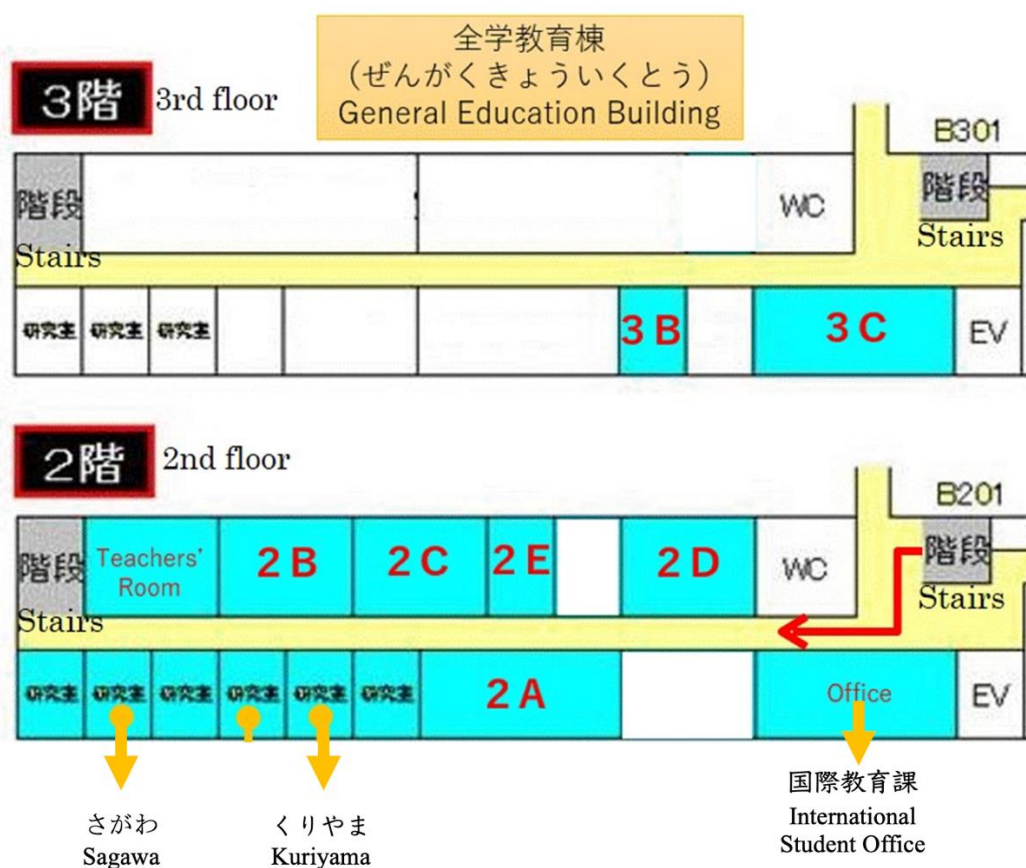 全学教育棟
(ぜんがくきょういくとう)
General Education Building
3階 3rd floor
B301
階段
WC
階段
Stairs
Stairs
研究室 研究室 研究室
3B
3C
EV
2階 2nd floor
B201
階段
Teachers'
Room
2B
2C
2E
2D
WC
階段
Stairs
Stairs
研究室 研究室 研究室 研究室 研究室 研究室
2A
Office
EV
さがわ
Sagawa
くりやま
Kuriyama
国際教育課
International
Student Office